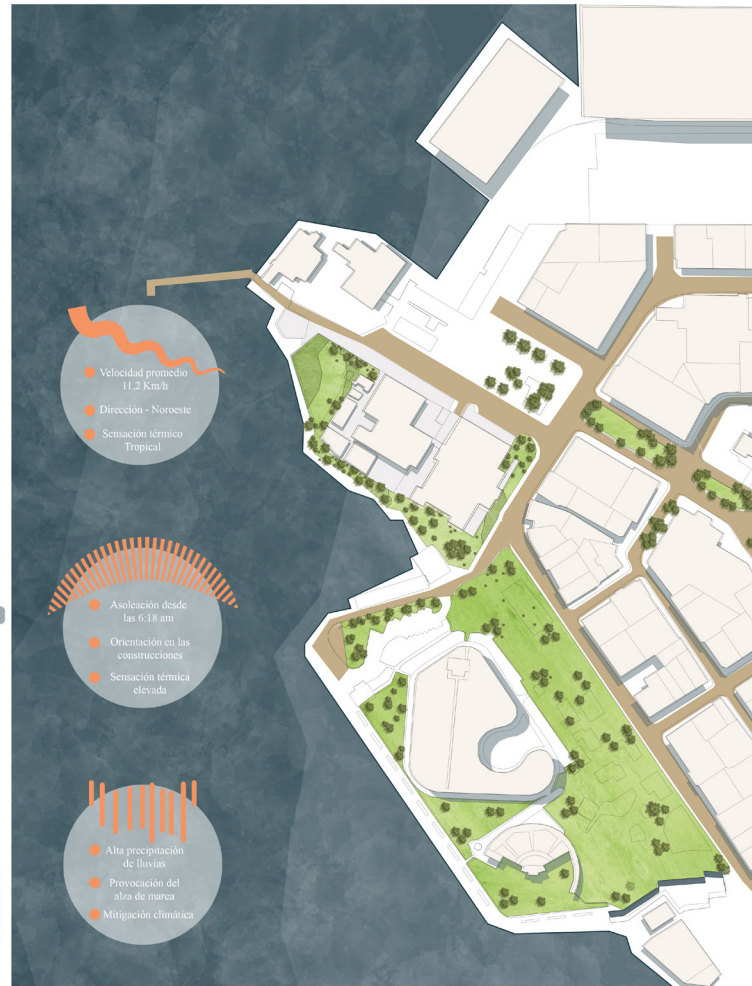 Velocidad promedio
11.2 Km/h
Dirección - Noroeste
Sensación térmico
Tropical
Asoleación desde
las 6:18 am
Orientación en las
construcciones
Sensación térmica
elevada
Alta precipitación
de lluvias
Provocación del
alza de marea
Mitigación climática